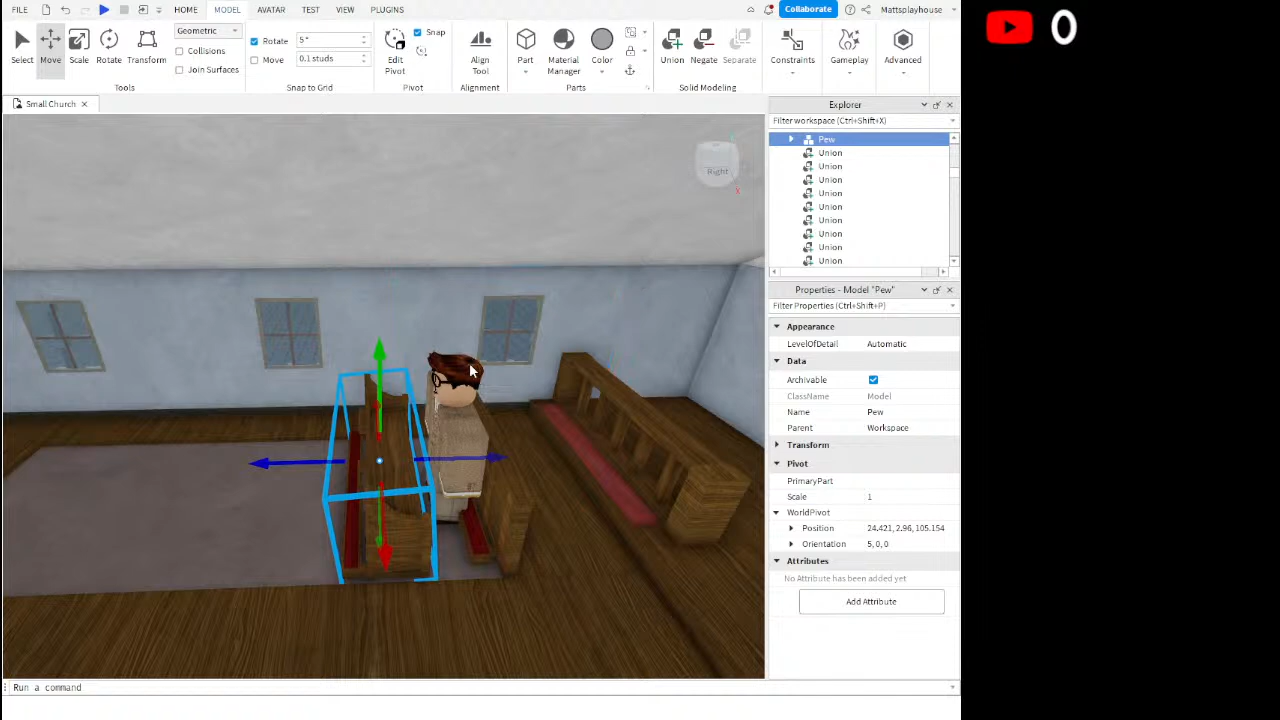 FILE HOME MODEL AVATAR TEST VIEW PLUGINS Collaborate Mattsplayhouse
0
Select Move Scale Rotate Transform
Geometric
Collisions
Join Surfaces
Tools
Rotate 5°
Move 0.1 studs
Snap to Grid
Edit Pivot
Snap
Pivot
Align Tool
Alignment
Part Material Manager Color
Parts
Union Negate Separate
Solid Modeling
Constraints Gameplay Advanced
Small Church
Right
X
Explorer
Filter workspace (Ctrl+Shift+X)
Pew
Union
Union
Union
Union
Union
Union
Union
Union
Union
Properties - Model "Pew"
Filter Properties (Ctrl+Shift+P)
Appearance
LevelOfDetail Automatic
Data
Archivable
ClassName Model
Name Pew
Parent Workspace
Transform
Pivot
PrimaryPart
Scale 1
WorldPivot
Position 24.421, 2.96, 105.154
Orientation 5, 0, 0
Attributes
No Attribute has been added yet
Add Attribute
Run a command